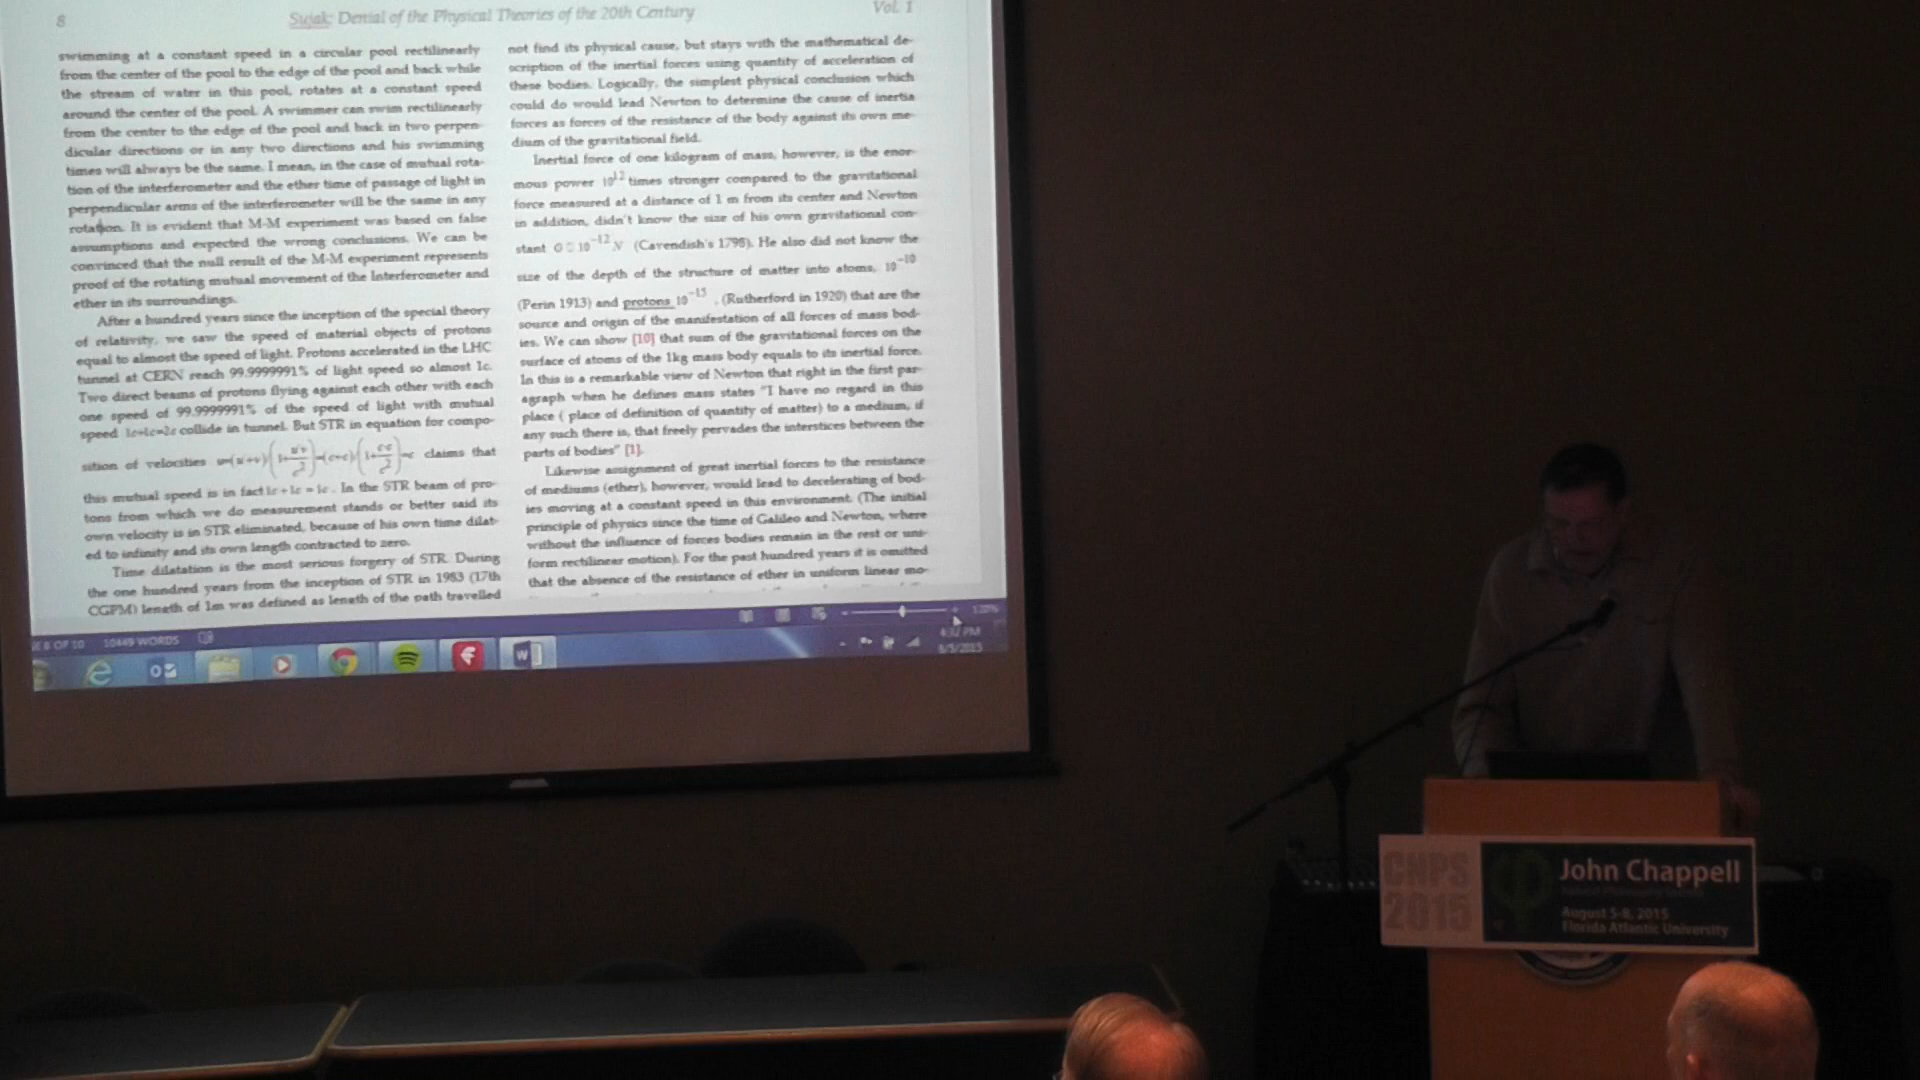 8 Sujak: Denial of the Physical Theories of the 20th Century Vol. 1
swimming at a constant speed in a circular pool rectilinearly
from the center of the pool to the edge of the pool and back while
the stream of water in this pool, rotates at a constant speed
around the center of the pool. A swimmer can swim rectilinearly
from the center to the edge of the pool and back in two perpen-
dicular directions or in any two directions and his swimming
times will always be the same. I mean, in the case of mutual rota-
tion of the interferometer and the ether time of passage of light in
perpendicular arms of the interferometer will be the same in any
rotation. It is evident that M-M experiment was based on false
assumptions and expected the wrong conclusions. We can be
convinced that the null result of the M-M experiment represents
proof of the rotating mutual movement of the Interferometer and
ether in its surroundings.
After a hundred years since the inception of the special theory
of relativity, we saw the speed of material objects of protons
equal to almost the speed of light. Protons accelerated in the LHC
tunnel at CERN reach 99.9999991% of light speed so almost 1c.
Two direct beams of protons flying against each other with each
one speed of 99.9999991% of the speed of light with mutual
speed 1c+1c=2c collide in tunnel. But STR in equation for compo-
sition of velocities claims that
this mutual speed is in fact 1c + 1c = 1c. In the STR beam of pro-
tons from which we do measurement stands or better said its
own velocity is in STR eliminated, because of his own time dilat-
ed to infinity and its own length contracted to zero.
Time dilatation is the most serious forgery of STR. During
the one hundred years from the inception of STR in 1983 (17th
CGPM) length of 1m was defined as length of the path travelled
not find its physical cause, but stays with the mathematical de-
scription of the inertial forces using quantity of acceleration of
these bodies. Logically, the simplest physical conclusion which
could do would lead Newton to determine the cause of inertia
forces as forces of the resistance of the body against its own me-
dium of the gravitational field.
Inertial force of one kilogram of mass, however, is the enor-
mous power 10^12 times stronger compared to the gravitational
force measured at a distance of 1 m from its center and Newton
in addition, didn't know the size of his own gravitational con-
stant G 10^-12 N (Cavendish's 1798). He also did not know the
size of the depth of the structure of matter into atoms, 10^-10
(Perin 1913) and protons 10^-15, (Rutherford in 1920) that are the
source and origin of the manifestation of all forces of mass bod-
ies. We can show [10] that sum of the gravitational forces on the
surface of atoms of the 1kg mass body equals to its inertial force.
In this is a remarkable view of Newton that right in the first par-
agraph when he defines mass states "I have no regard in this
place ( place of definition of quantity of matter) to a medium, if
any such there is, that freely pervades the interstices between the
parts of bodies" [1].
Likewise assignment of great inertial forces to the resistance
of mediums (ether), however, would lead to decelerating of bod-
ies moving at a constant speed in this environment. (The initial
principle of physics since the time of Galileo and Newton, where
without the influence of forces bodies remain in the rest or uni-
form rectilinear motion). For the past hundred years it is omitted
that the absence of the resistance of ether in uniform linear mo-
8 OF 10 10449 WORDS 120%
4:32 PM
8/5/2015
CNPS
2015
John Chappell
August 5-8, 2015
Florida Atlantic University